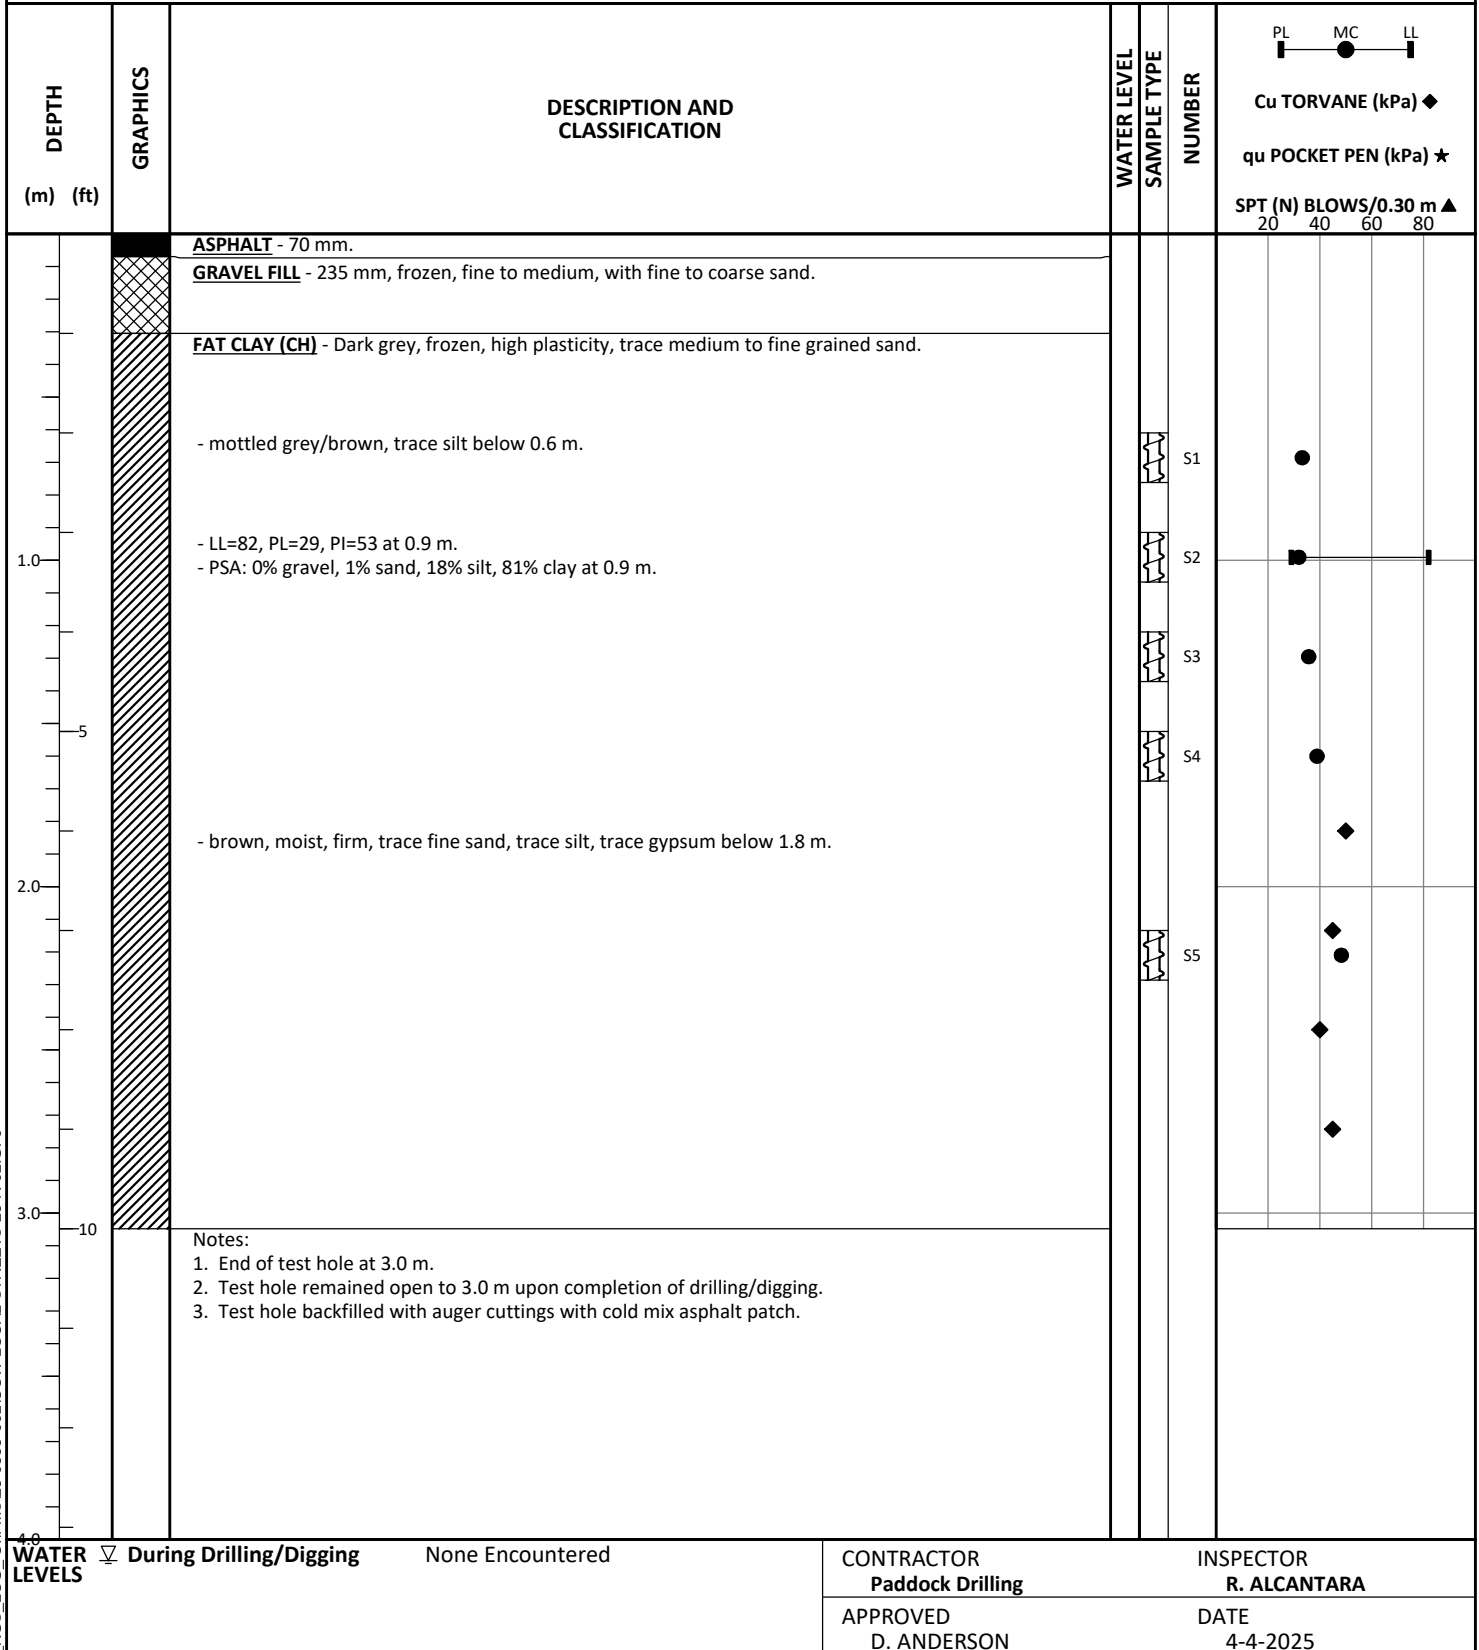 DEPTH
(m) (ft)
GRAPHICS
DESCRIPTION AND
CLASSIFICATION
WATER LEVEL
SAMPLE TYPE
NUMBER
PL MC LL
Cu TORVANE (kPa) ◆
qu POCKET PEN (kPa) ★
SPT (N) BLOWS/0.30 m ▲
20 40 60 80
ASPHALT - 70 mm.
GRAVEL FILL - 235 mm, frozen, fine to medium, with fine to coarse sand.
FAT CLAY (CH) - Dark grey, frozen, high plasticity, trace medium to fine grained sand.
- mottled grey/brown, trace silt below 0.6 m.
S1
- LL=82, PL=29, PI=53 at 0.9 m.
1.0
- PSA: 0% gravel, 1% sand, 18% silt, 81% clay at 0.9 m.
S2
S3
5
S4
- brown, moist, firm, trace fine sand, trace silt, trace gypsum below 1.8 m.
2.0
S5
3.0
10
Notes:
1. End of test hole at 3.0 m.
2. Test hole remained open to 3.0 m upon completion of drilling/digging.
3. Test hole backfilled with auger cuttings with cold mix asphalt patch.
4.0
WATER LEVELS During Drilling/Digging None Encountered
CONTRACTOR
Paddock Drilling
INSPECTOR
R. ALCANTARA
APPROVED
D. ANDERSON
DATE
4-4-2025